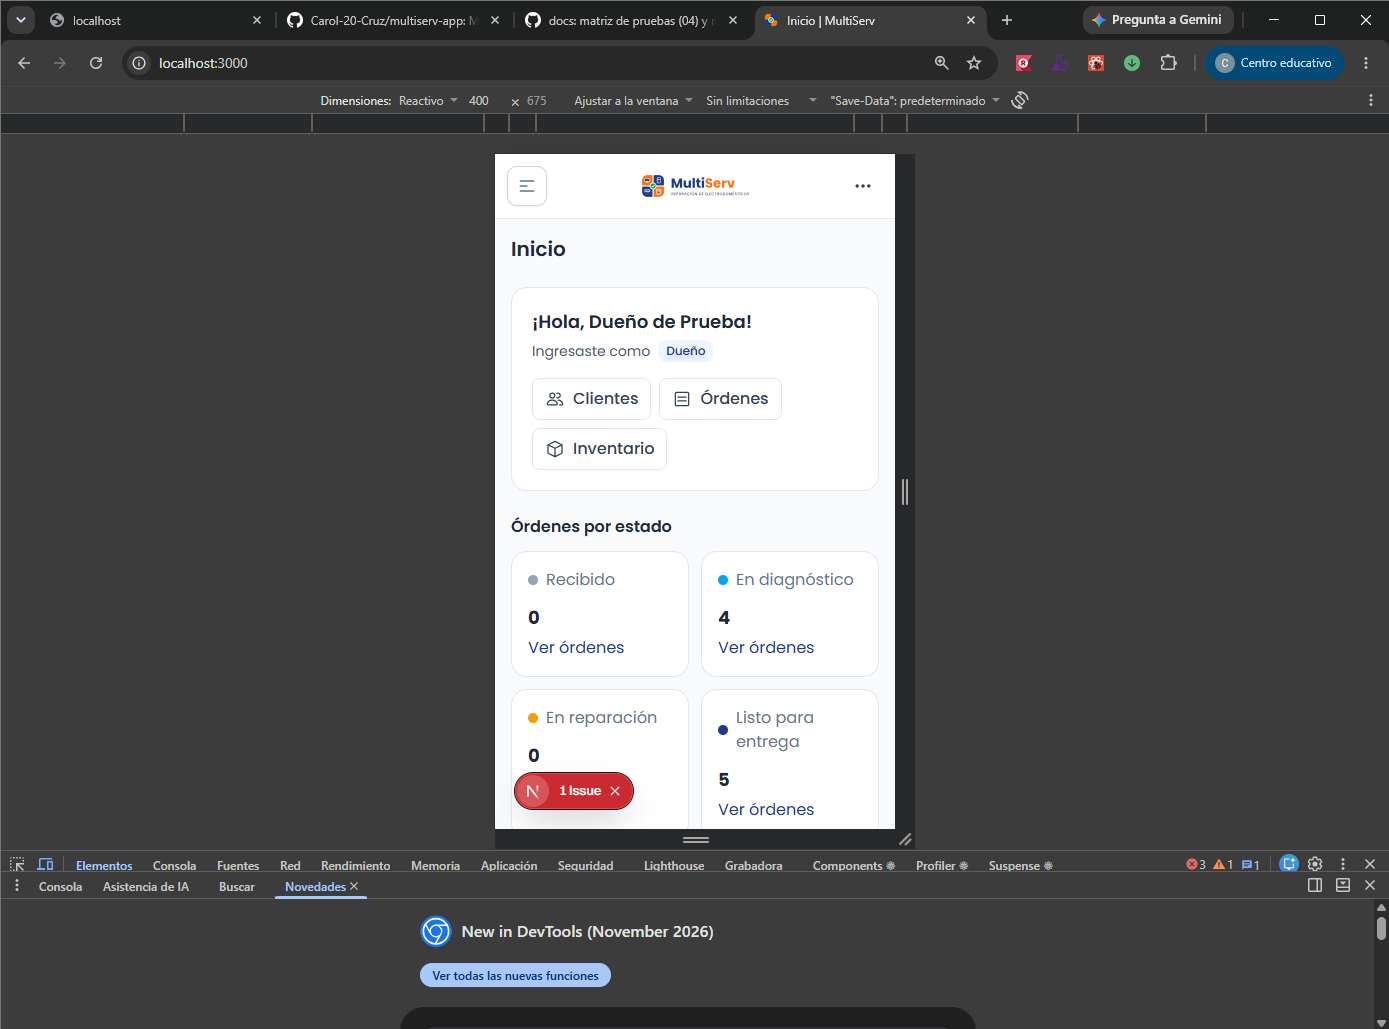 localhost
Carol-20-Cruz/multiserv-app: M
docs: matriz de pruebas (04) y
Inicio | MultiServ
Pregunta a Gemini
localhost:3000
Centro educativo
Dimensiones: Reactivo 400 × 675 Ajustar a la ventana Sin limitaciones "Save-Data": predeterminado
MultiServ
REPARACIÓN DE ELECTRODOMÉSTICOS
Inicio
¡Hola, Dueño de Prueba!
Ingresaste como Dueño
Clientes
Órdenes
Inventario
Órdenes por estado
Recibido
0
Ver órdenes
En diagnóstico
4
Ver órdenes
En reparación
0
Listo para
entrega
5
Ver órdenes
N 1 Issue
Elementos Consola Fuentes Red Rendimiento Memoria Aplicación Seguridad Lighthouse Grabadora Components Profiler Suspense 3 1 1
Consola Asistencia de IA Buscar Novedades
New in DevTools (November 2026)
Ver todas las nuevas funciones